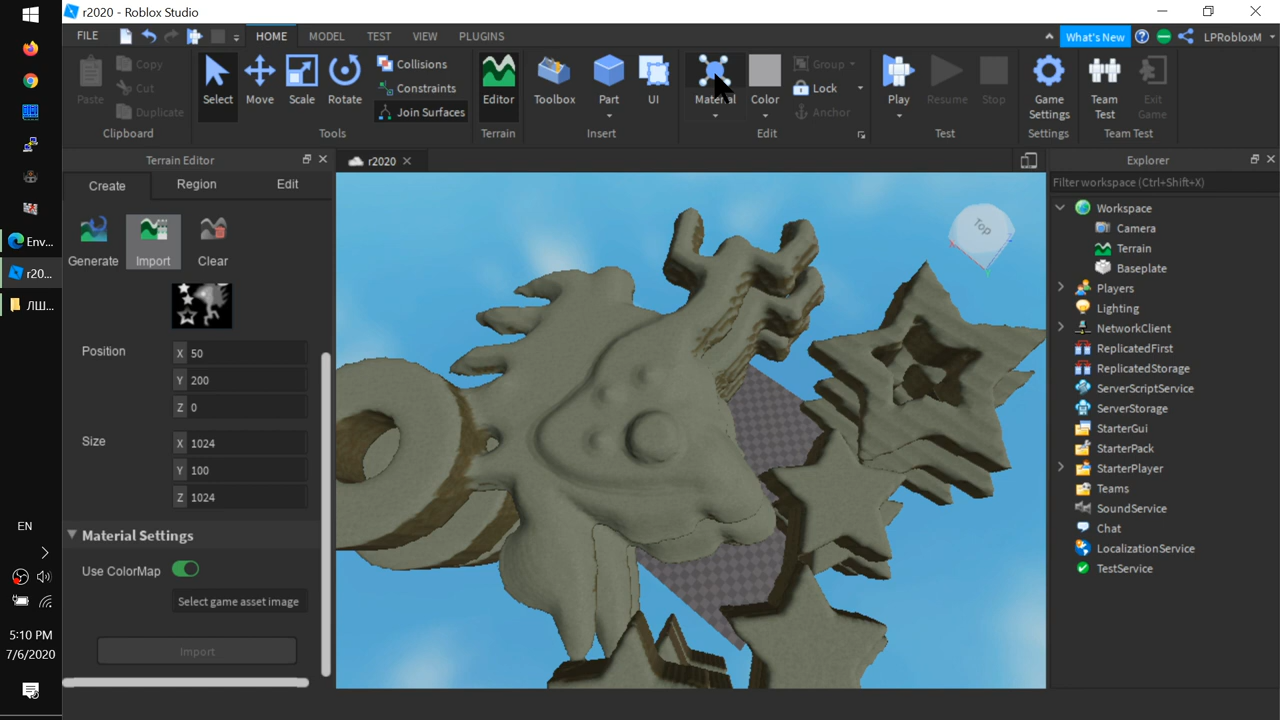 r2020 - Roblox Studio
FILE HOME MODEL TEST VIEW PLUGINS What's New LPRobloxM
Paste Copy Cut Duplicate
Clipboard
Select Move Scale Rotate Collisions Constraints Join Surfaces
Tools
Editor
Terrain
Toolbox Part UI
Insert
Material Color Group Lock Anchor
Edit
Play Resume Stop
Test
Game Settings
Settings
Team Test Exit Game
Team Test
Terrain Editor
Create Region Edit
Generate Import Clear
Position X 50
Y 200
Z 0
Size X 1024
Y 100
Z 1024
Material Settings
Use ColorMap
Select game asset image
Import
r2020
Top
Explorer
Filter workspace (Ctrl+Shift+X)
Workspace
Camera
Terrain
Baseplate
Players
Lighting
NetworkClient
ReplicatedFirst
ReplicatedStorage
ServerScriptService
ServerStorage
StarterGui
StarterPack
StarterPlayer
Teams
SoundService
Chat
LocalizationService
TestService
Env...
r20...
ЛШ...
EN
5:10 PM
7/6/2020